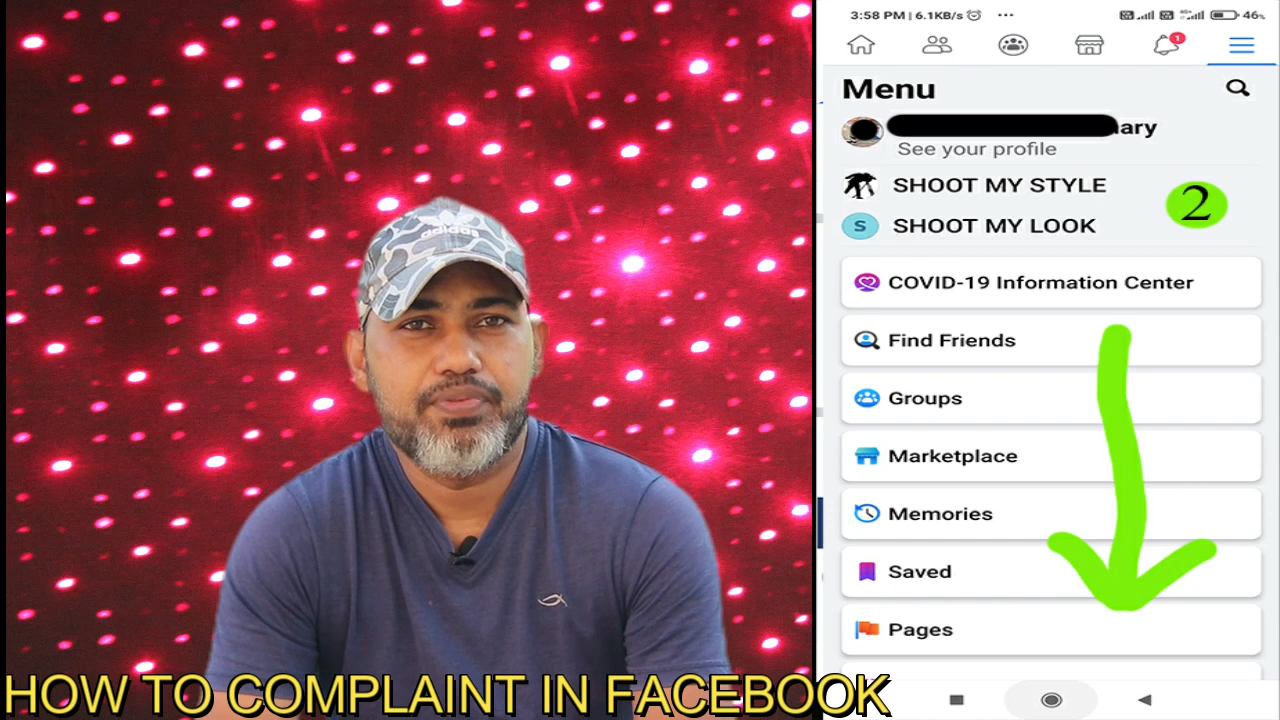 3:58 PM | 6.1KB/s
46%
1
Menu
ary
See your profile
SHOOT MY STYLE
2
S
SHOOT MY LOOK
COVID-19 Information Center
Find Friends
Groups
Marketplace
Memories
Saved
Pages
adidas
HOW TO COMPLAINT IN FACEBOOK